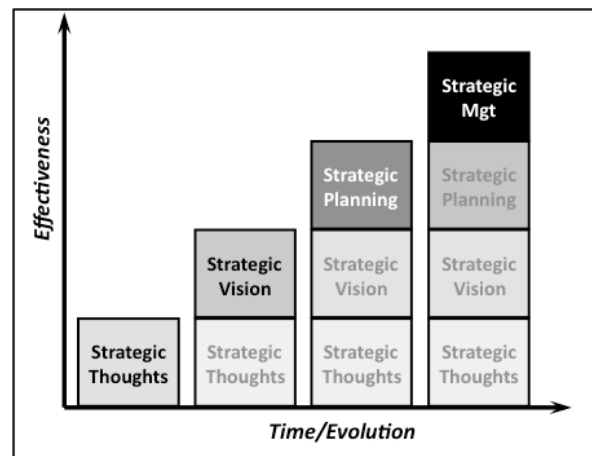 Effectiveness
Strategic
Mgt
Strategic
Planning
Strategic
Planning
Strategic
Vision
Strategic
Vision
Strategic
Vision
Strategic
Thoughts
Strategic
Thoughts
Strategic
Thoughts
Strategic
Thoughts
Time/Evolution